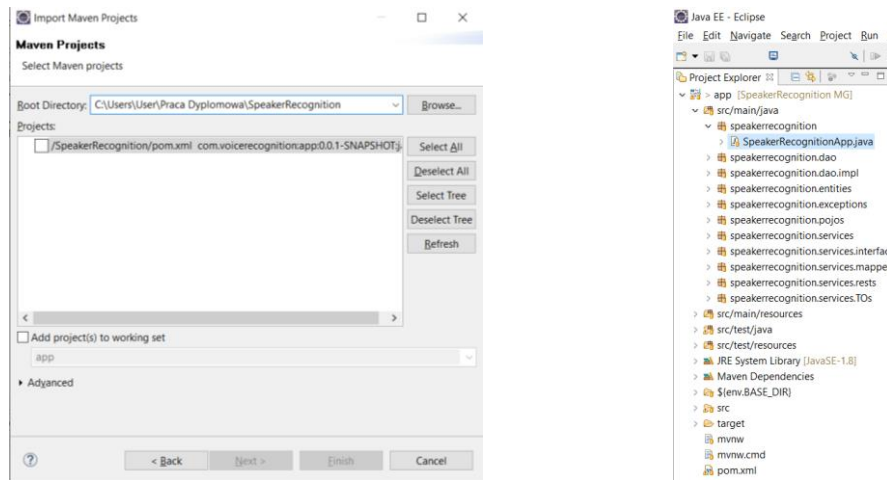 Import Maven Projects
Maven Projects
Select Maven projects
Root Directory: C:\Users\User\Praca Dyplomowa\SpeakerRecognition
Browse...
Projects:
/SpeakerRecognition/pom.xml com.voicerecognition:app:0.0.1-SNAPSHOT:j
Select All
Deselect All
Select Tree
Deselect Tree
Refresh
Add project(s) to working set
app
Advanced
< Back Next > Finish Cancel
Java EE - Eclipse
File Edit Navigate Search Project Run
Project Explorer
> app [SpeakerRecognition MG]
src/main/java
speakerrecognition
SpeakerRecognitionApp.java
speakerrecognition.dao
speakerrecognition.dao.impl
speakerrecognition.entities
speakerrecognition.exceptions
speakerrecognition.pojos
speakerrecognition.services
speakerrecognition.services.interfac
speakerrecognition.services.mappe
speakerrecognition.services.rests
speakerrecognition.services.TOs
src/main/resources
src/test/java
src/test/resources
JRE System Library [JavaSE-1.8]
Maven Dependencies
${env.BASE_DIR}
src
target
mvnw
mvnw.cmd
pom.xml